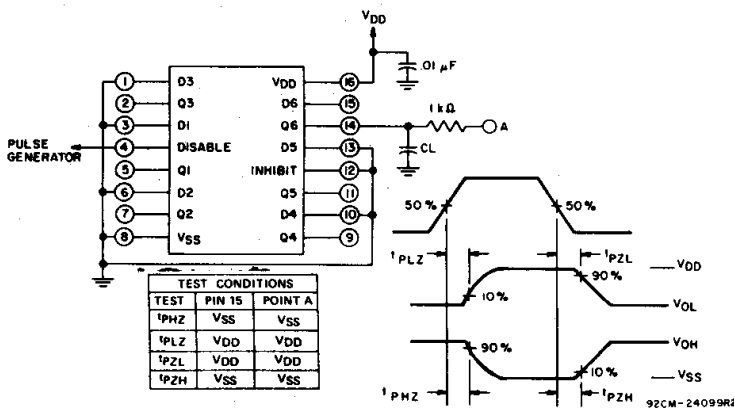 VDD
.01 µF
1 kΩ
A
CL
PULSE
GENERATOR
1 D3
2 Q3
3 D1
4 DISABLE
5 Q1
6 D2
7 Q2
8 VSS
VDD 16
D6 15
Q6 14
D5 13
INHIBIT 12
Q5 11
D4 10
Q4 9
TEST CONDITIONS
TEST PIN 15 POINT A
tPHZ VSS VSS
tPLZ VDD VDD
tPZL VDD VDD
tPZH VSS VSS
50% 50%
tPLZ tPZL
VDD
90%
10%
VOL
VOH
90%
10%
VSS
tPHZ tPZH
92CM-24099R2